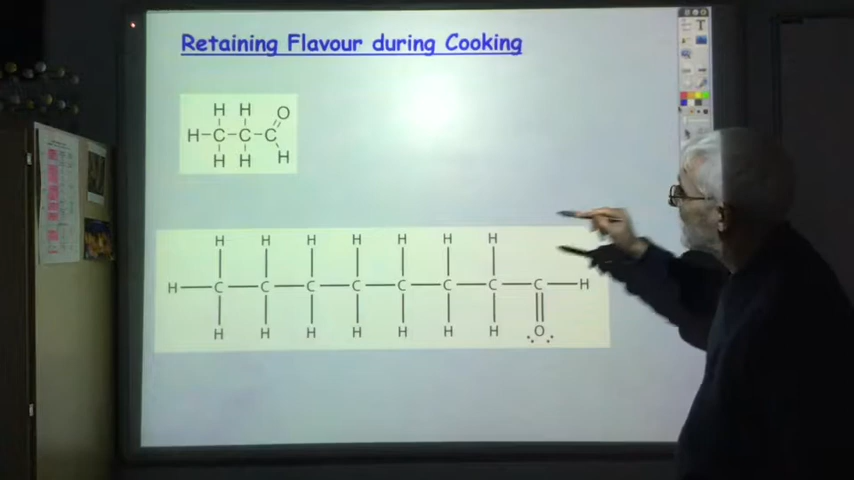 Retaining Flavour during Cooking
H H O
H-C-C-C
H H H
H H H H H H H
H C C C C C C C C H
H H H H H H H O
T